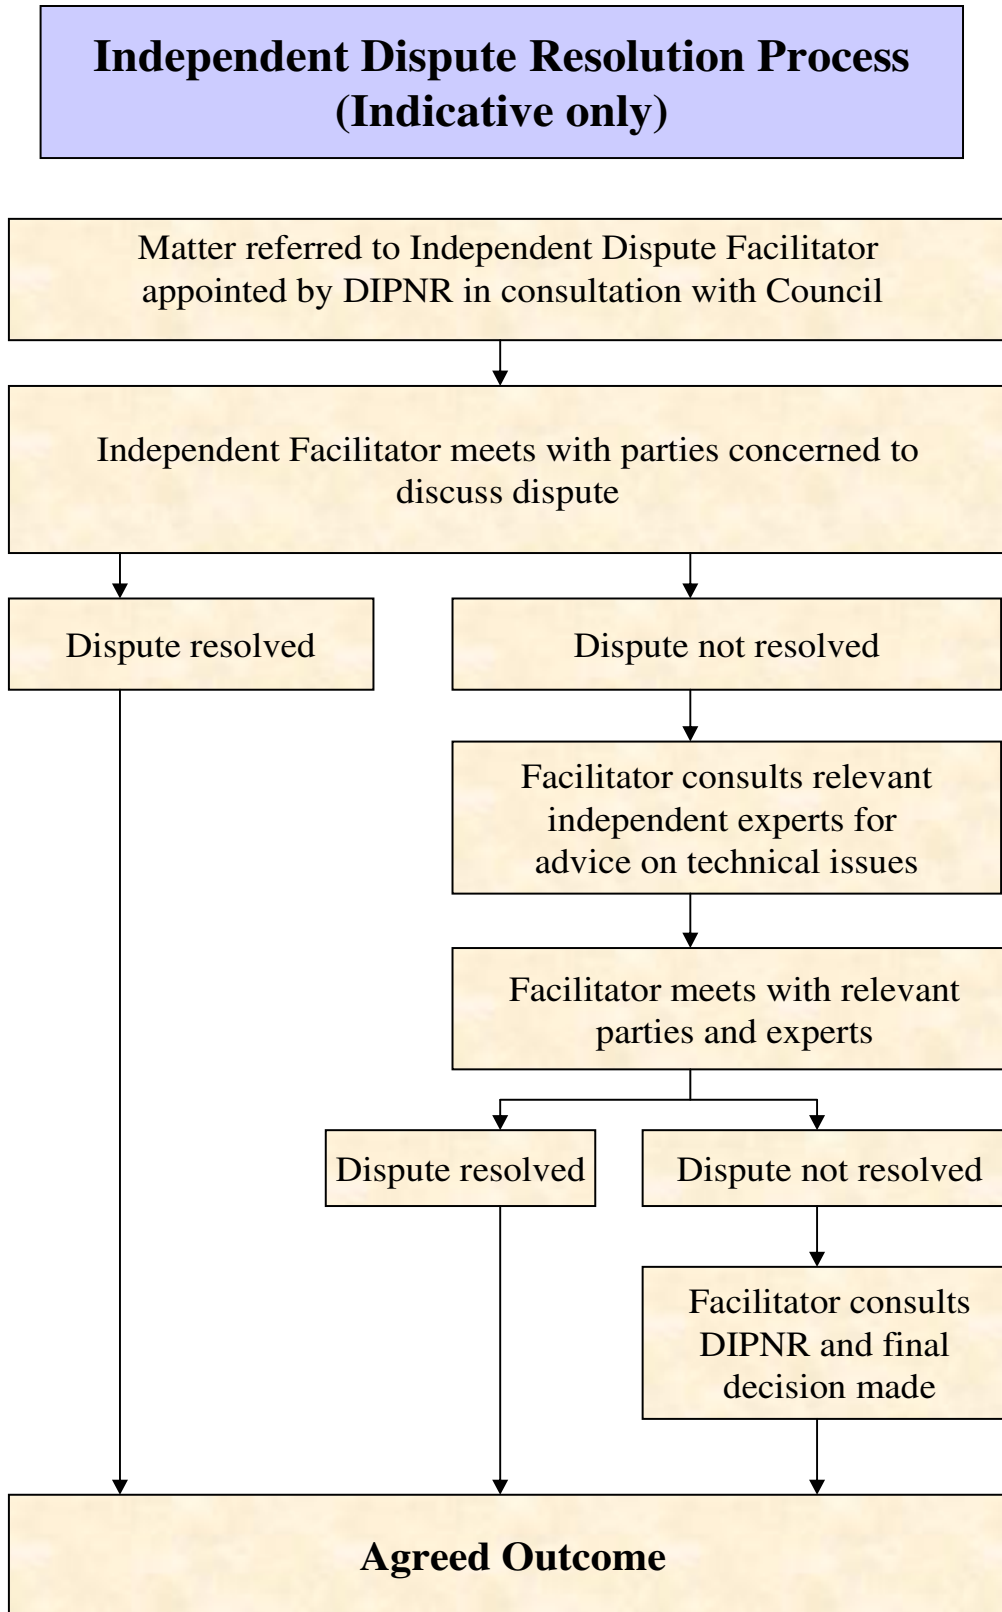 Independent Dispute Resolution Process
(Indicative only)
Matter referred to Independent Dispute Facilitator
appointed by DIPNR in consultation with Council
Independent Facilitator meets with parties concerned to
discuss dispute
Dispute resolved
Dispute not resolved
Facilitator consults relevant
independent experts for
advice on technical issues
Facilitator meets with relevant
parties and experts
Dispute resolved
Dispute not resolved
Facilitator consults
DIPNR and final
decision made
Agreed Outcome